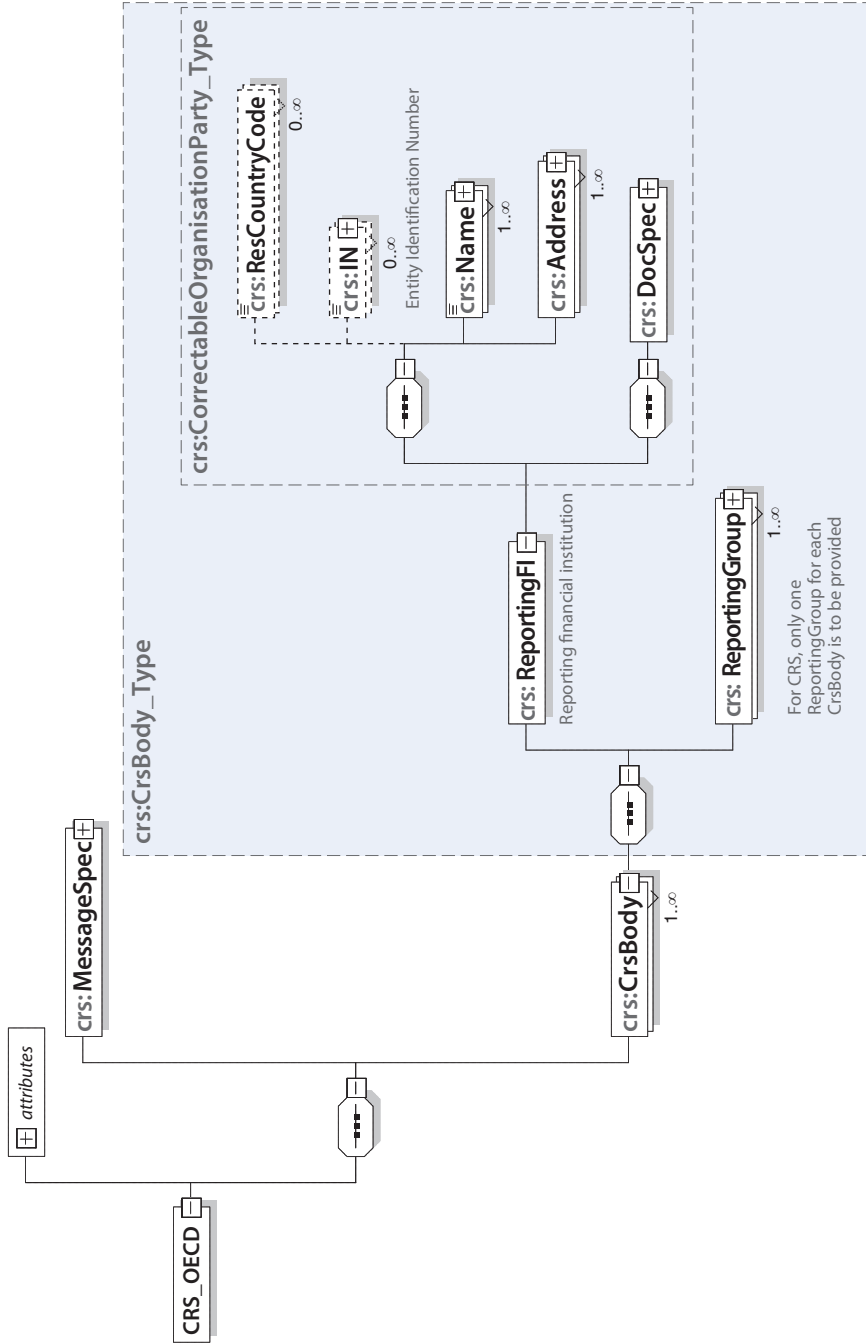 CRS_OECD
attributes
crs:MessageSpec
crs:CrsBody
1..∞
crs:CrsBody_Type
crs:ReportingFI
Reporting financial institution
crs:ReportingGroup
1..∞
For CRS, only one
ReportingGroup for each
CrsBody is to be provided
crs:CorrectableOrganisationParty_Type
crs:ResCountryCode
0..∞
crs:IN
0..∞
Entity Identification Number
crs:Name
1..∞
crs:Address
1..∞
crs:DocSpec